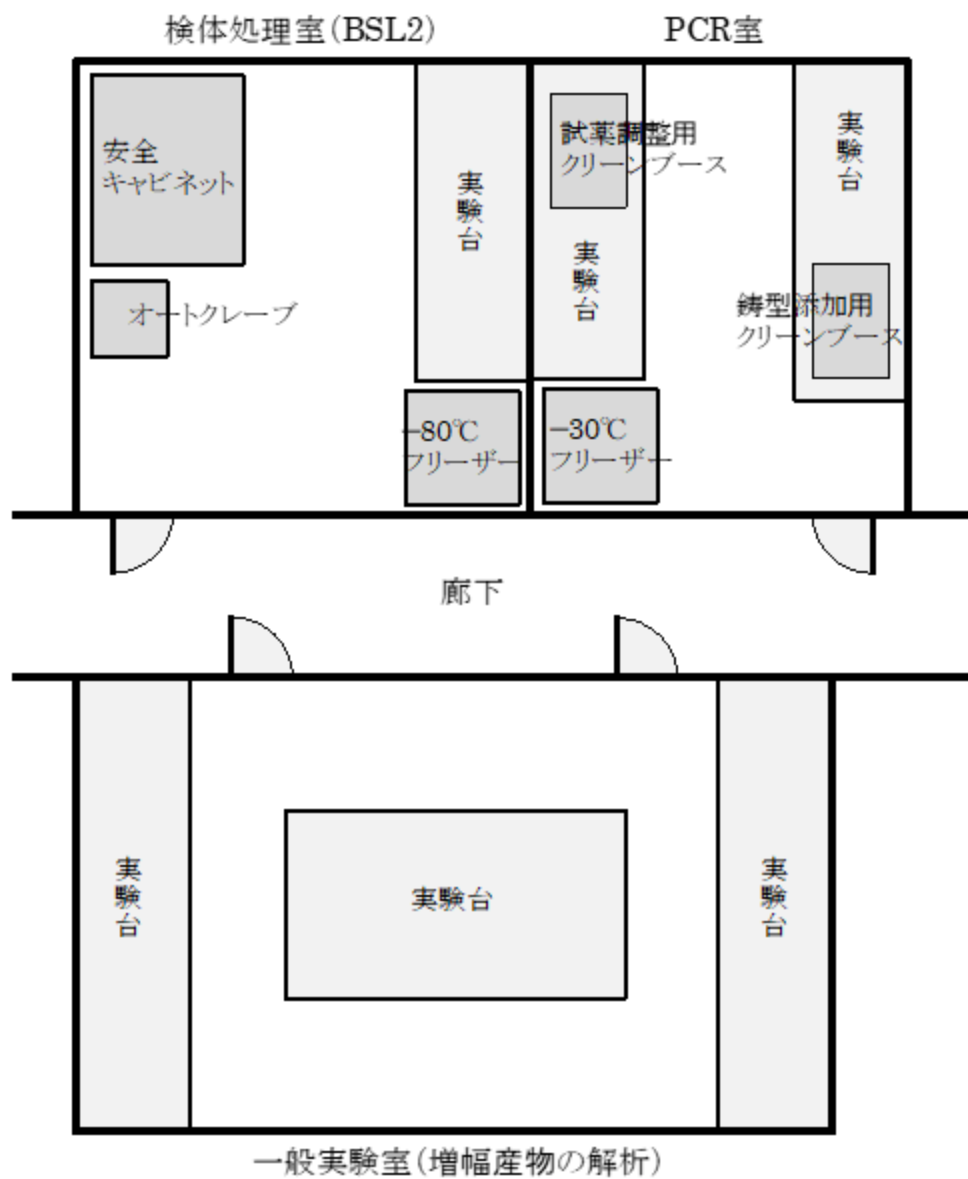 検体処理室(BSL2)
PCR室
安全
キャビネット
オートクレーブ
実験台
-80℃
フリーザー
試薬調整用
クリーンブース
実験台
-30℃
フリーザー
実験台
鋳型添加用
クリーンブース
廊下
実験台
実験台
実験台
一般実験室(増幅産物の解析)